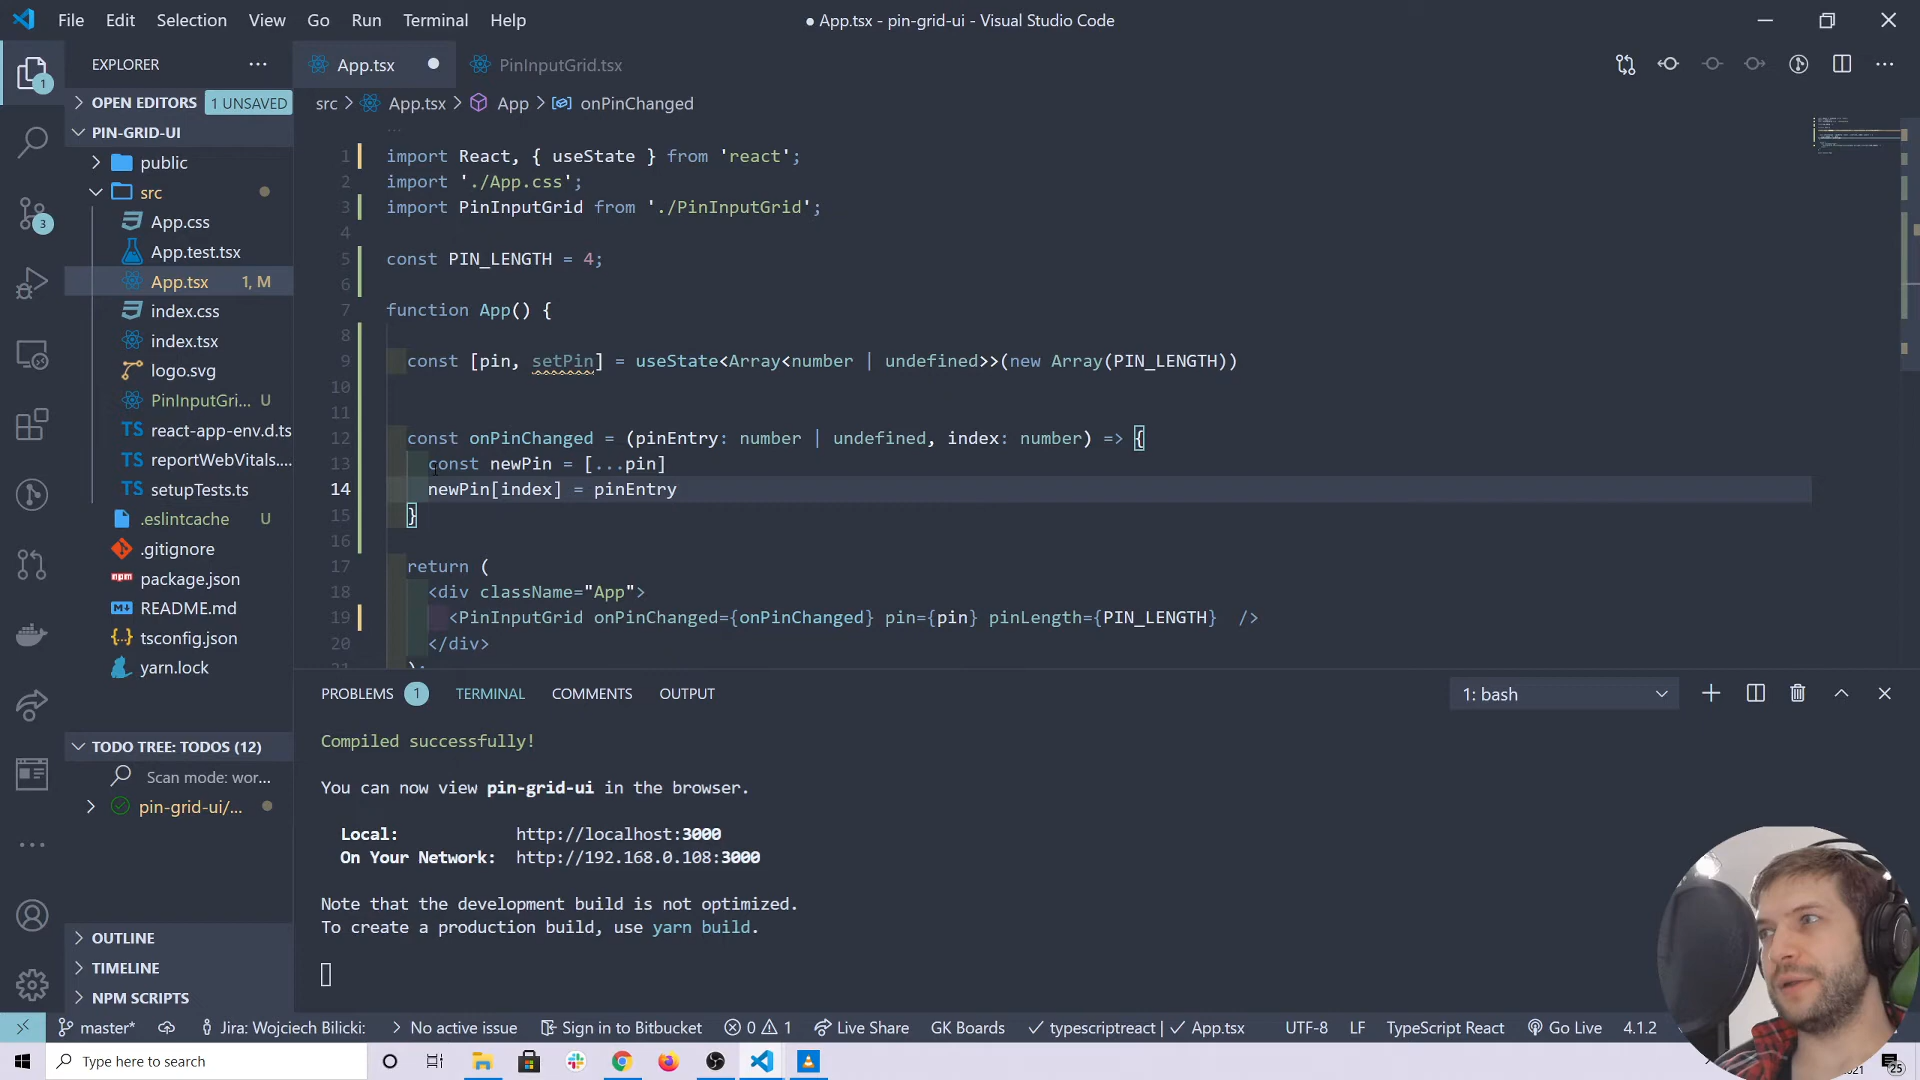 File Edit Selection View Go Run Terminal Help
● App.tsx - pin-grid-ui - Visual Studio Code
EXPLORER
OPEN EDITORS 1 UNSAVED
PIN-GRID-UI
public
src
App.css
App.test.tsx
App.tsx 1, M
index.css
index.tsx
logo.svg
PinInputGri... U
react-app-env.d.ts
reportWebVitals....
setupTests.ts
.eslintcache U
.gitignore
package.json
README.md
tsconfig.json
yarn.lock
TODO TREE: TODOS (12)
Scan mode: wor...
pin-grid-ui/...
OUTLINE
TIMELINE
NPM SCRIPTS
1
3
App.tsx ● PinInputGrid.tsx
src > App.tsx > App > onPinChanged
1 import React, { useState } from 'react';
2 import './App.css';
3 import PinInputGrid from './PinInputGrid';
4
5 const PIN_LENGTH = 4;
6
7 function App() {
8
9 const [pin, setPin] = useState<Array<number | undefined>>(new Array(PIN_LENGTH))
10
11
12 const onPinChanged = (pinEntry: number | undefined, index: number) => {
13 const newPin = [...pin]
14 newPin[index] = pinEntry
15 }
16
17 return (
18 <div className="App">
19 <PinInputGrid onPinChanged={onPinChanged} pin={pin} pinLength={PIN_LENGTH} />
20 </div>
21 );
PROBLEMS 1 TERMINAL COMMENTS OUTPUT
1: bash
Compiled successfully!
You can now view pin-grid-ui in the browser.
Local: http://localhost:3000
On Your Network: http://192.168.0.108:3000
Note that the development build is not optimized.
To create a production build, use yarn build.
master* Jira: Wojciech Bilicki: No active issue Sign in to Bitbucket 0 1 Live Share GK Boards typescriptreact | App.tsx UTF-8 LF TypeScript React Go Live 4.1.2
Type here to search
25